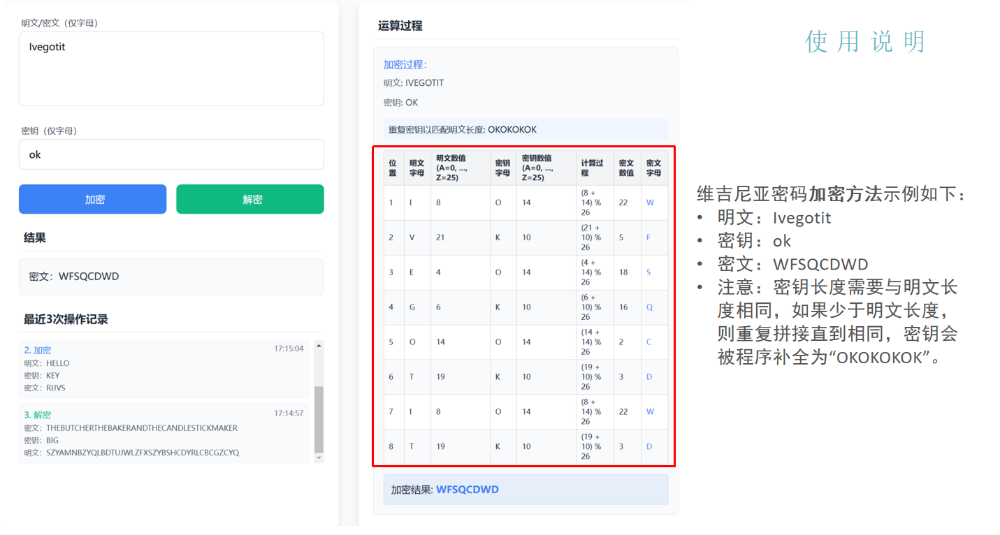 明文/密文（仅字母）
Ivegotit
密钥（仅字母）
ok
加密
解密
结果
密文：WFSQCDWD
最近3次操作记录
2. 加密
17:15:04
明文：HELLO
密钥：KEY
密文：RIJVS
3. 解密
17:14:57
密文：THEBUTCHERTHEBAKERANDTHECANDLESTICKMAKER
密钥：BIG
明文：SZYAMNBZYQLBDTUJWLZFXSZYBSHCDYRLCBCGZCYQ
运算过程
加密过程：
明文: IVEGOTIT
密钥: OK
重复密钥以匹配明文长度: OKOKOKOK
位置 明文字母 明文数值 (A=0, ..., Z=25) 密钥字母 密钥数值 (A=0, ..., Z=25) 计算过程 密文数值 密文字母
1 I 8 O 14 (8 + 14) % 26 22 W
2 V 21 K 10 (21 + 10) % 26 5 F
3 E 4 O 14 (4 + 14) % 26 18 S
4 G 6 K 10 (6 + 10) % 26 16 Q
5 O 14 O 14 (14 + 14) % 26 2 C
6 T 19 K 10 (19 + 10) % 26 3 D
7 I 8 O 14 (8 + 14) % 26 22 W
8 T 19 K 10 (19 + 10) % 26 3 D
加密结果: WFSQCDWD
使用说明
维吉尼亚密码加密方法示例如下：
• 明文：Ivegotit
• 密钥：ok
• 密文：WFSQCDWD
• 注意：密钥长度需要与明文长
度相同，如果少于明文长度，
则重复拼接直到相同，密钥会
被程序补全为“OKOKOKOK”。